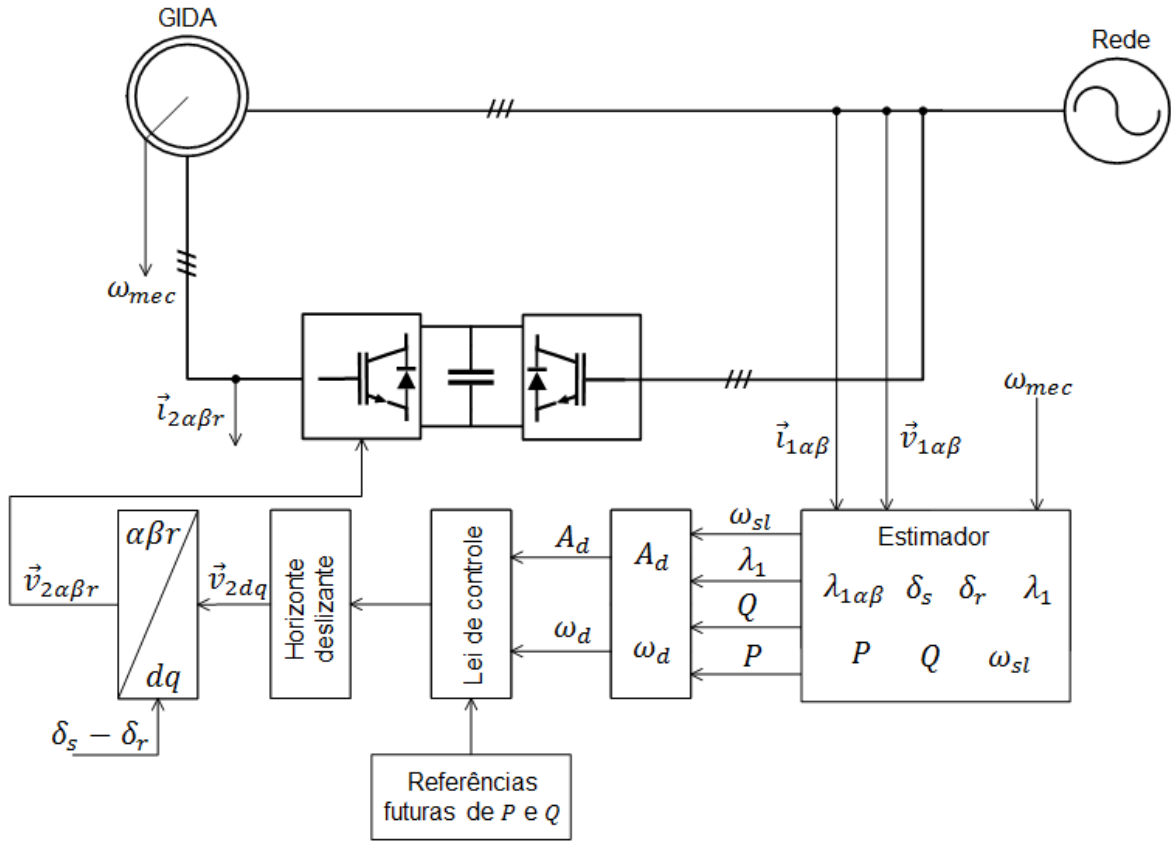 GIDA
Rede
ω_mec
i⃗_2αβr
ω_mec
i⃗_1αβ
v⃗_1αβ
αβr
dq
v⃗_2αβr
v⃗_2dq
δ_s − δ_r
Horizonte
deslizante
Lei de controle
A_d
ω_d
A_d
ω_d
ω_sl
λ_1
Q
P
Estimador
λ_1αβ δ_s δ_r λ_1
P Q ω_sl
Referências
futuras de P e Q